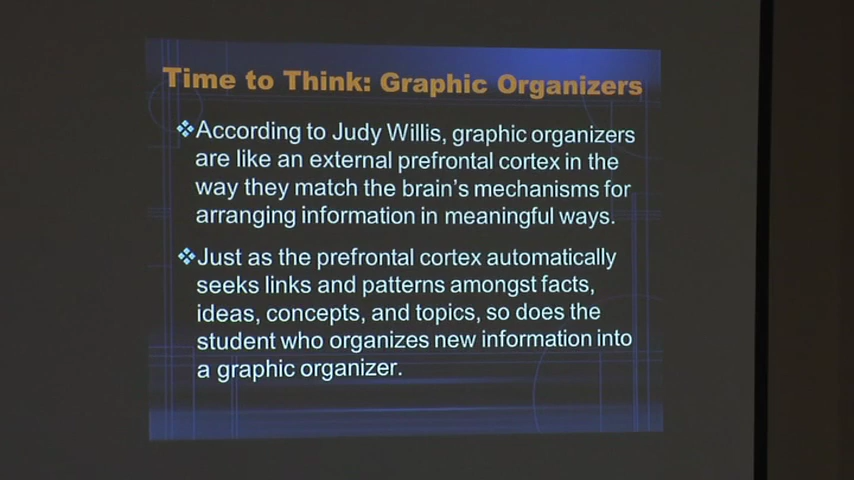 Time to Think: Graphic Organizers
❖According to Judy Willis, graphic organizers
are like an external prefrontal cortex in the
way they match the brain's mechanisms for
arranging information in meaningful ways.
❖Just as the prefrontal cortex automatically
seeks links and patterns amongst facts,
ideas, concepts, and topics, so does the
student who organizes new information into
a graphic organizer.